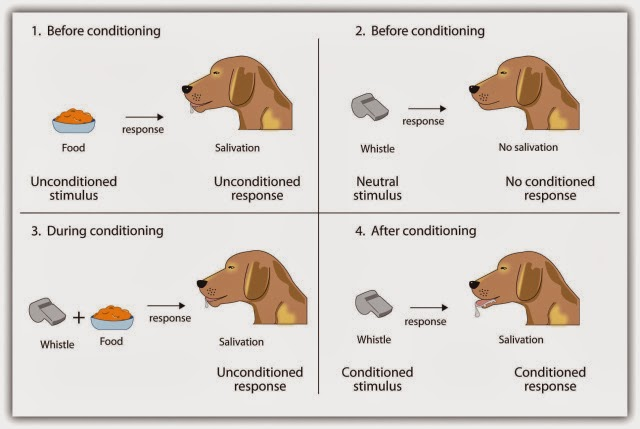 1. Before conditioning
response
Food
Salivation
Unconditioned
stimulus
Unconditioned
response
2. Before conditioning
response
Whistle
No salivation
Neutral
stimulus
No conditioned
response
3. During conditioning
+
response
Whistle
Food
Salivation
Unconditioned
response
4. After conditioning
response
Whistle
Salivation
Conditioned
stimulus
Conditioned
response